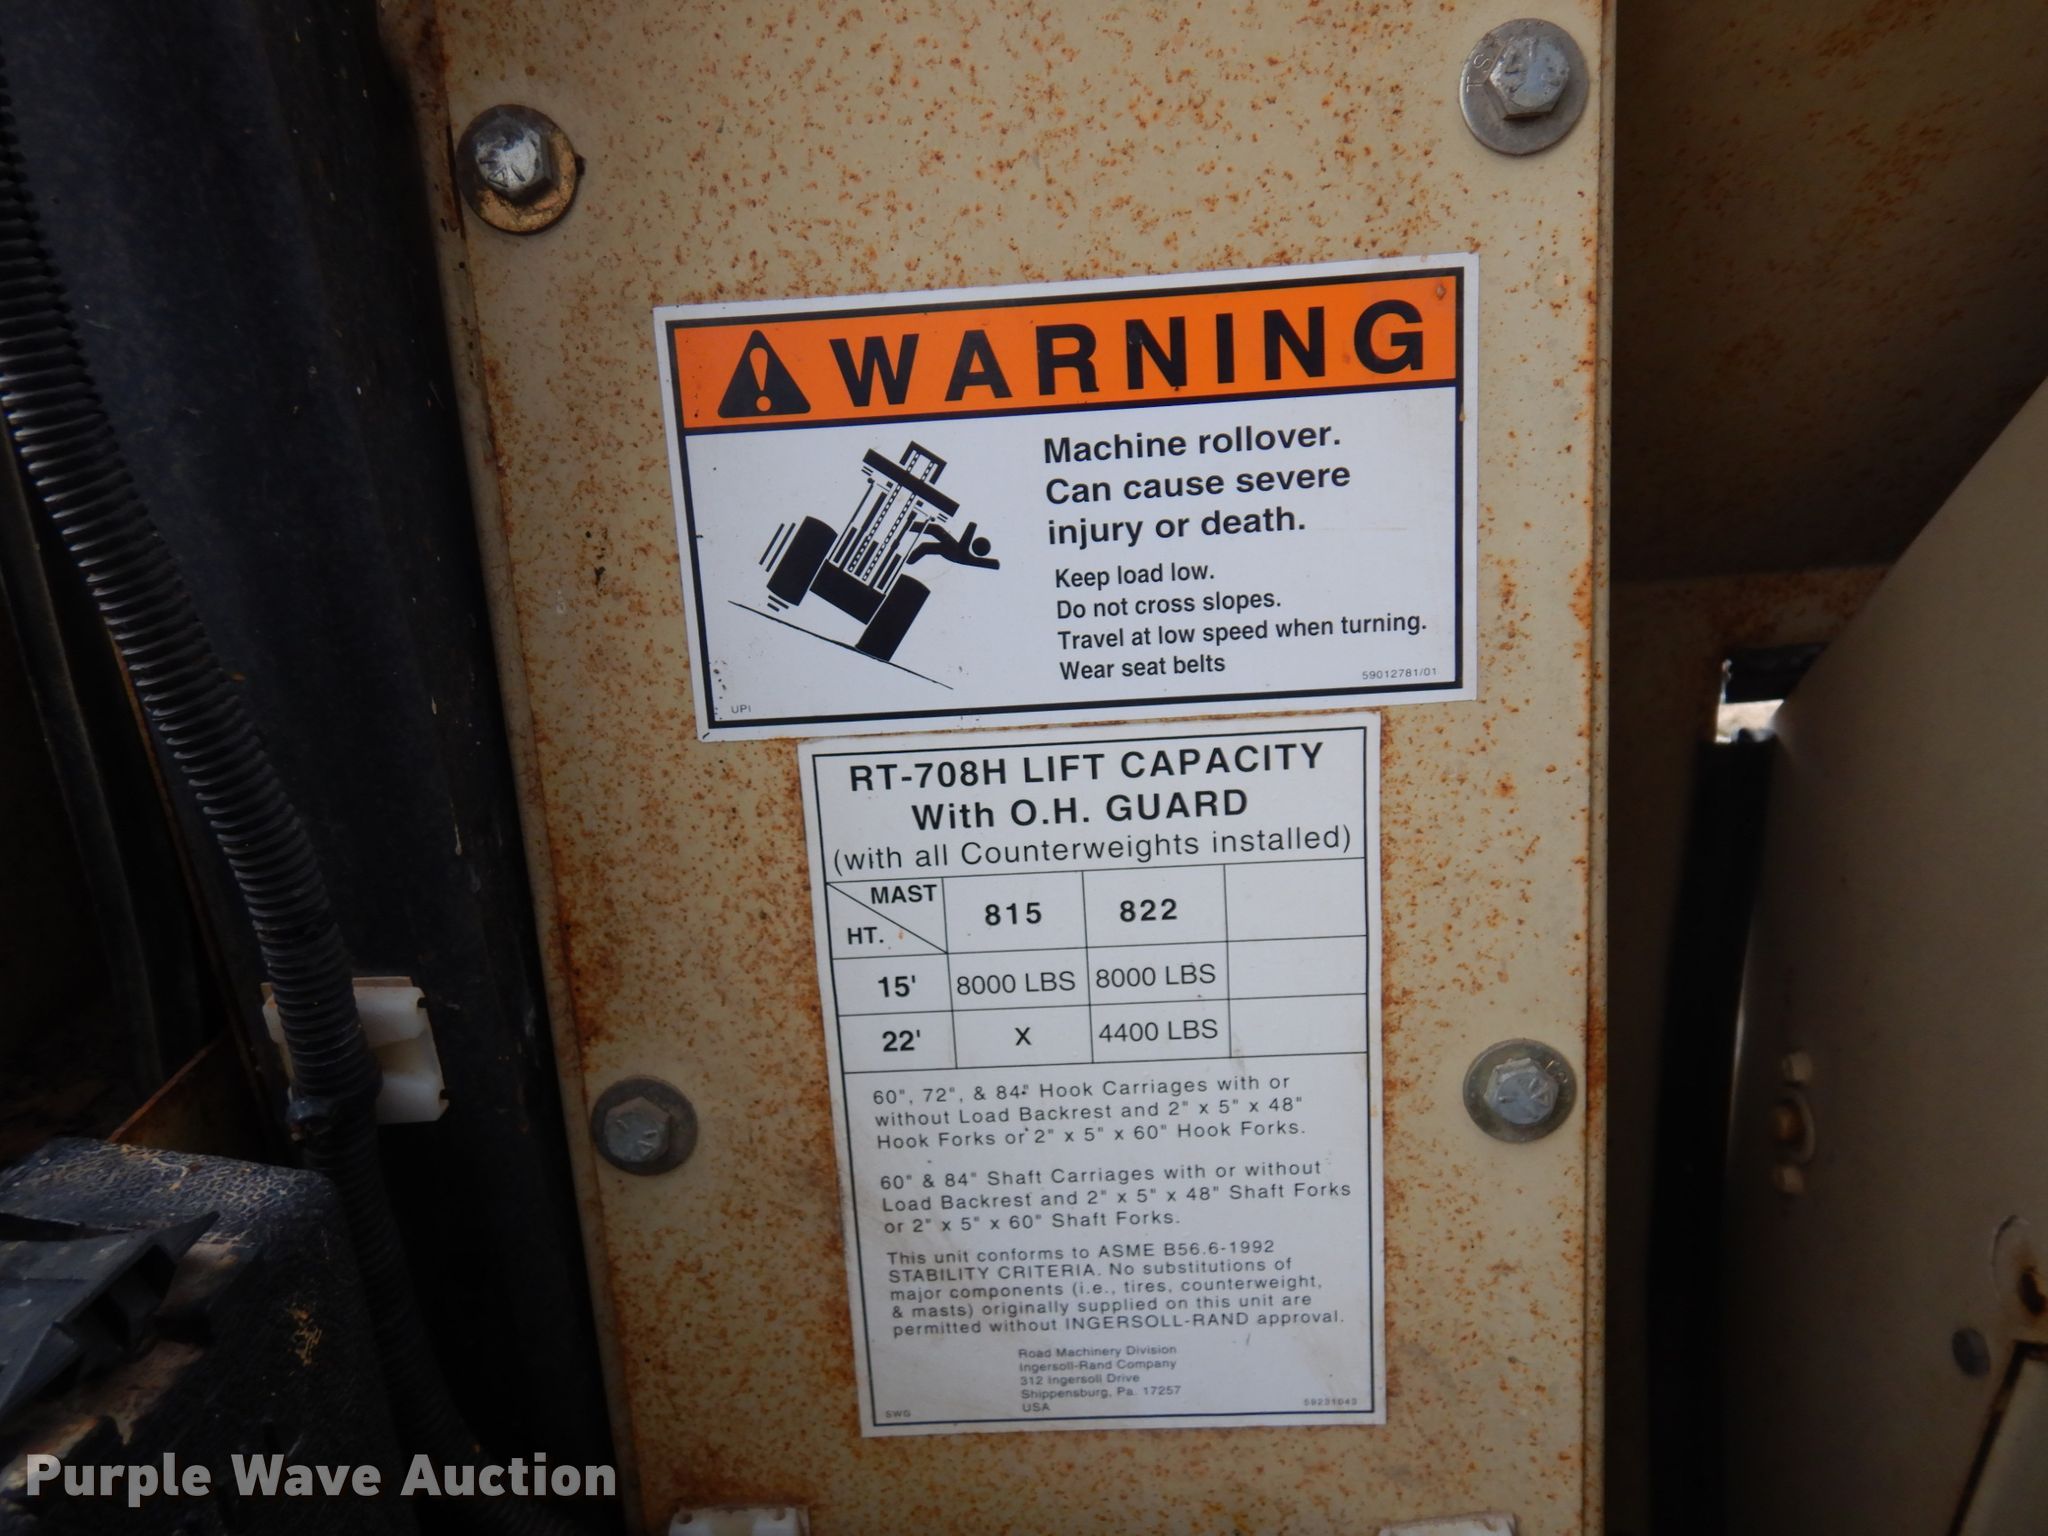 WARNING
Machine rollover.
Can cause severe
injury or death.
Keep load low.
Do not cross slopes.
Travel at low speed when turning.
Wear seat belts
UPI
59012781/01
RT-708H LIFT CAPACITY
With O.H. GUARD
(with all Counterweights installed)
MAST
HT. 815 822
15' 8000 LBS 8000 LBS
22' X 4400 LBS
60", 72", & 84" Hook Carriages with or
without Load Backrest and 2" x 5" x 48"
Hook Forks or 2" x 5" x 60" Hook Forks.
60" & 84" Shaft Carriages with or without
Load Backrest and 2" x 5" x 48" Shaft Forks
or 2" x 5" x 60" Shaft Forks.
This unit conforms to ASME B56.6-1992
STABILITY CRITERIA. No substitutions of
major components (i.e., tires, counterweight,
& masts) originally supplied on this unit are
permitted without INGERSOLL-RAND approval.
Road Machinery Division
Ingersoll-Rand Company
312 Ingersoll Drive
Shippensburg, Pa. 17257
USA
SWG
59231043
Purple Wave Auction